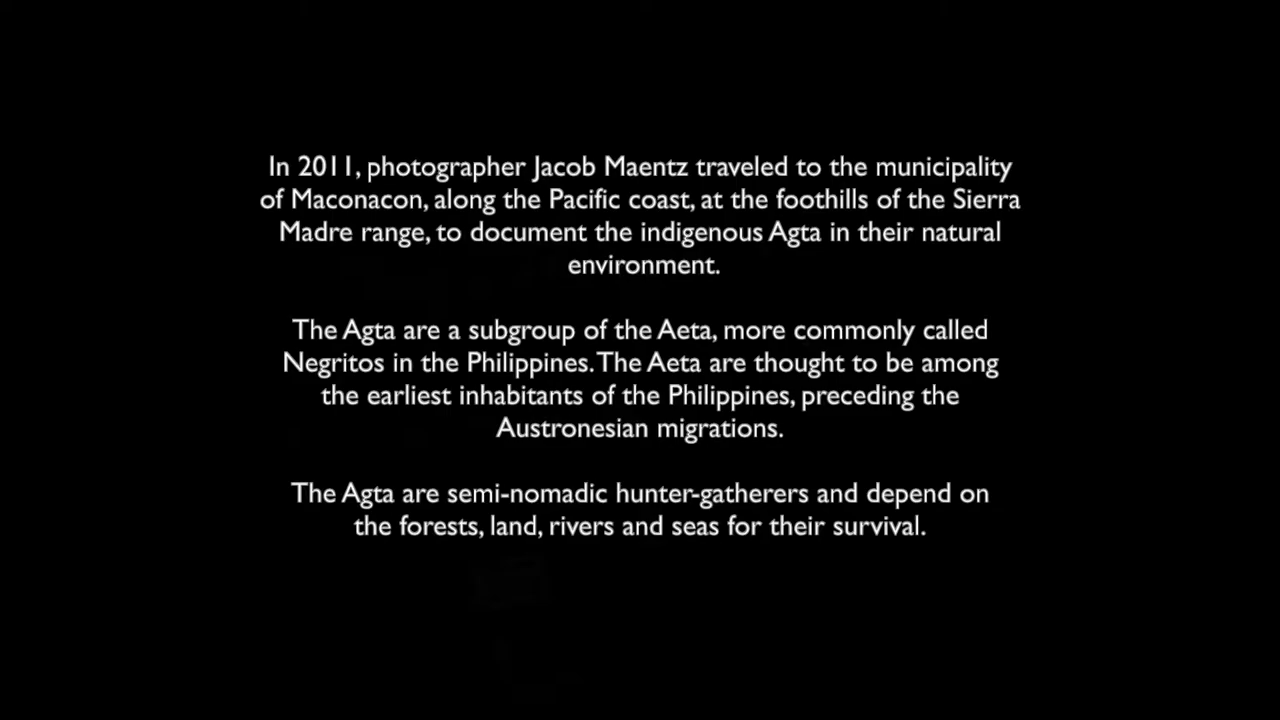 In 2011, photographer Jacob Maentz traveled to the municipality
of Maconacon, along the Pacific coast, at the foothills of the Sierra
Madre range, to document the indigenous Agta in their natural
environment.
The Agta are a subgroup of the Aeta, more commonly called
Negritos in the Philippines. The Aeta are thought to be among
the earliest inhabitants of the Philippines, preceding the
Austronesian migrations.
The Agta are semi-nomadic hunter-gatherers and depend on
the forests, land, rivers and seas for their survival.